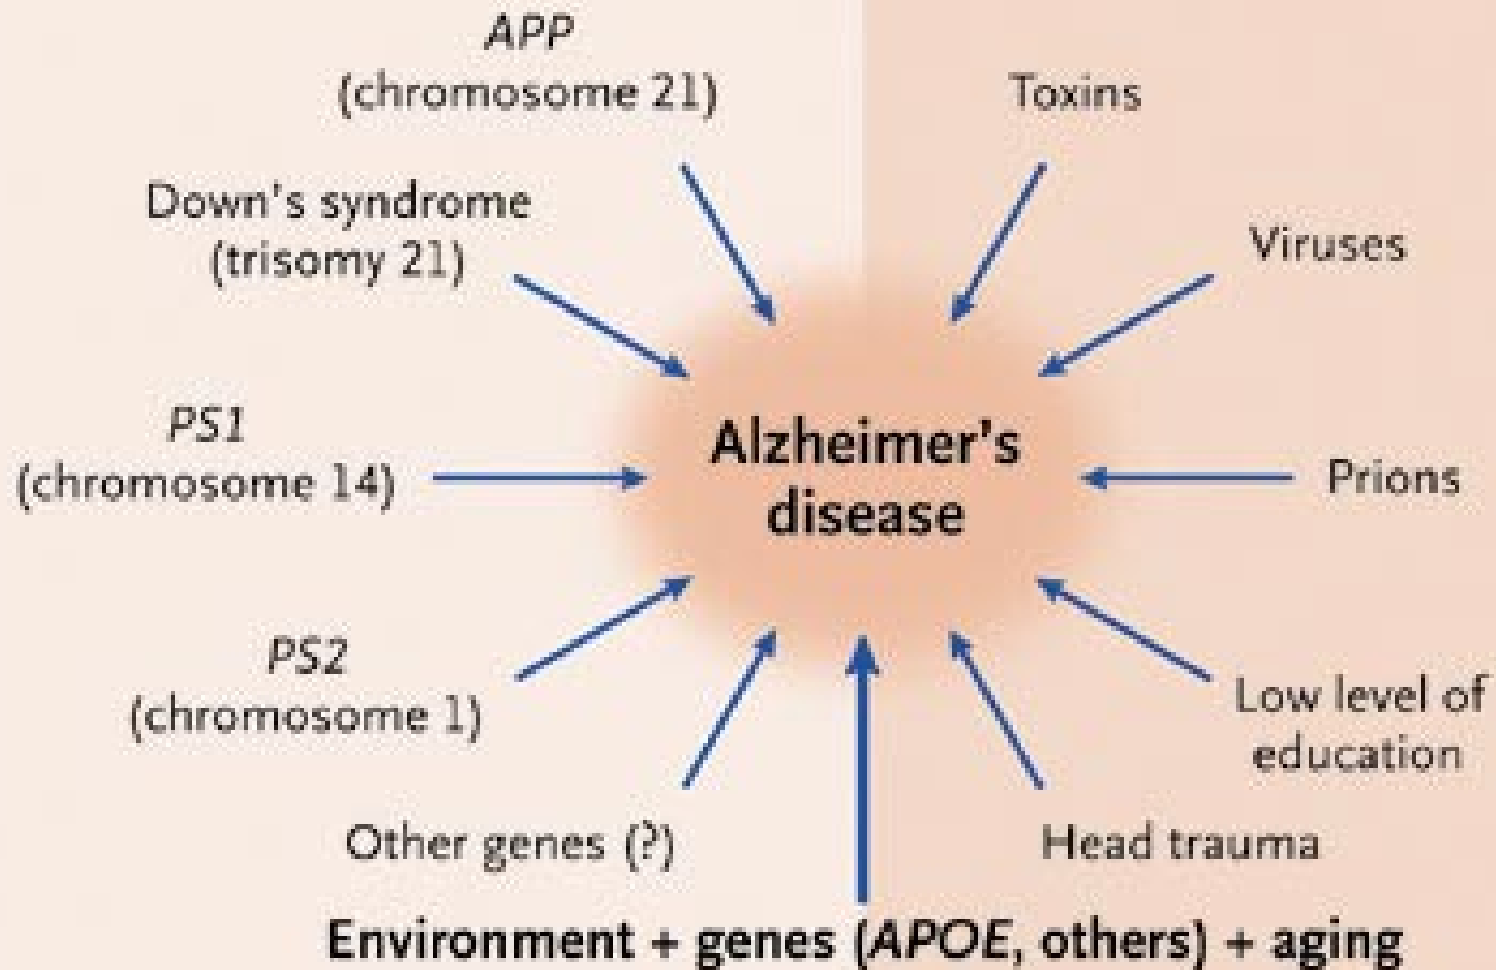 APP
(chromosome 21)
Toxins
Down's syndrome
(trisomy 21)
Viruses
PS1
(chromosome 14)
Alzheimer's
disease
Prions
PS2
(chromosome 1)
Low level of
education
Other genes (?)
Head trauma
Environment + genes (APOE, others) + aging